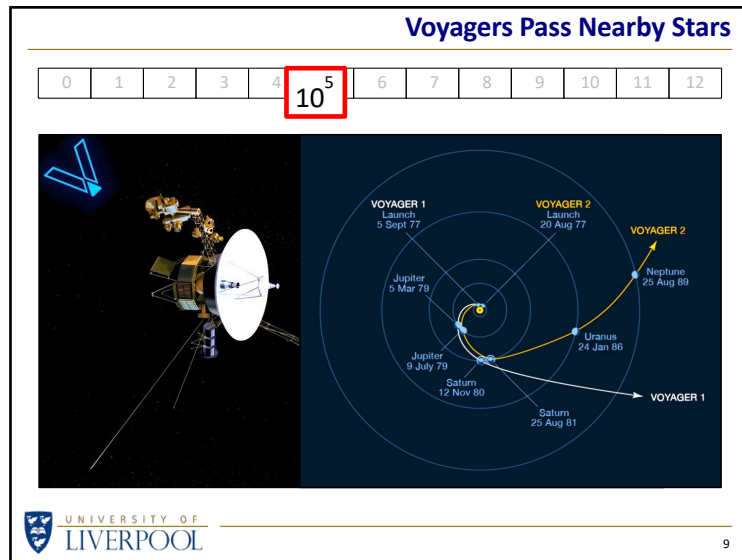 Voyagers Pass Nearby Stars
0 1 2 3 4 10^5 6 7 8 9 10 11 12
VOYAGER 1
Launch
5 Sept 77
VOYAGER 2
Launch
20 Aug 77
VOYAGER 2
Jupiter
5 Mar 79
Neptune
25 Aug 89
Uranus
24 Jan 86
Jupiter
9 July 79
Saturn
12 Nov 80
Saturn
25 Aug 81
VOYAGER 1
UNIVERSITY OF
LIVERPOOL
9